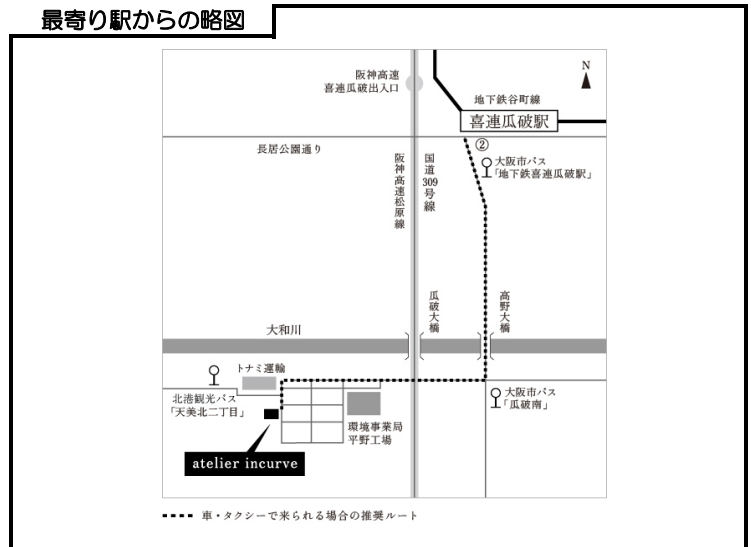 最寄り駅からの略図
阪神高速
喜連瓜破出入口
N
地下鉄谷町線
喜連瓜破駅
②
長居公園通り
大阪市バス
「地下鉄喜連瓜破駅」
阪神高速松原線
国道309号線
瓜破大橋
高野大橋
大和川
トナミ運輸
北港観光バス
「天美北二丁目」
環境事業局
平野工場
大阪市バス
「瓜破南」
atelier incurve
車・タクシーで来られる場合の推奨ルート